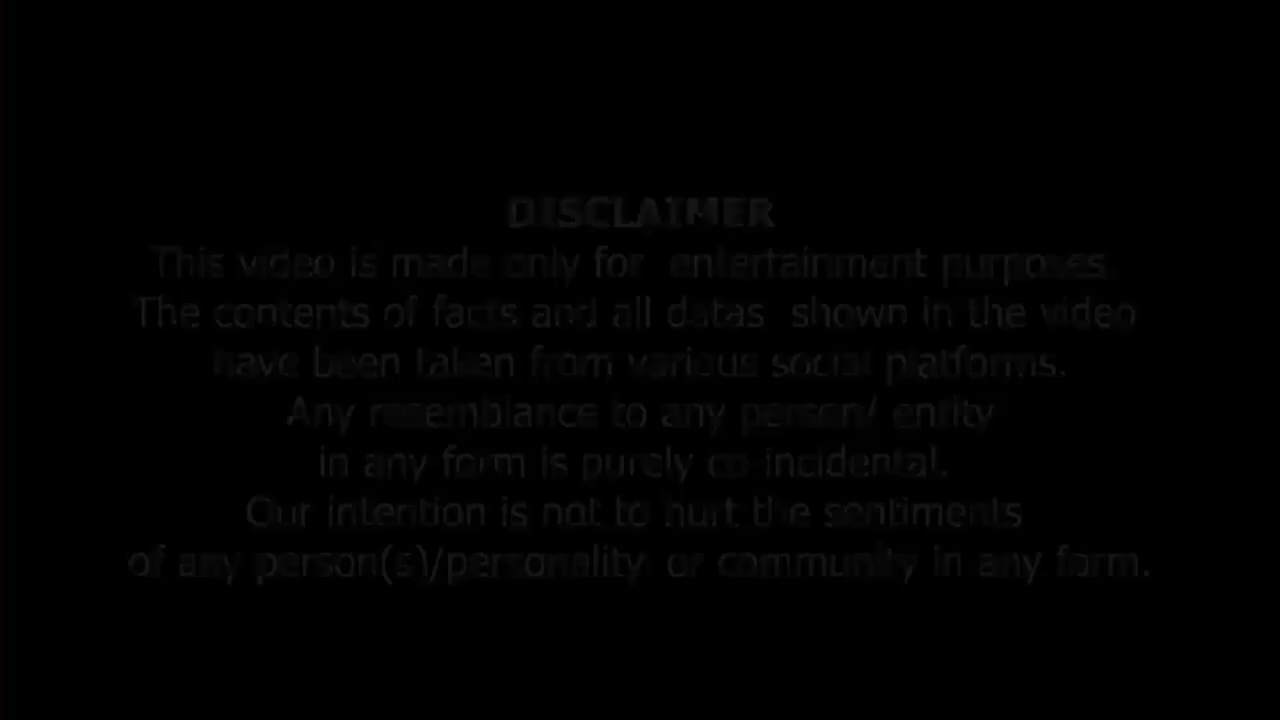 DISCLAIMER
This video is made only for entertainment purposes.
The contents of facts and all datas shown in the video
have been taken from various social platforms.
Any resemblance to any person/ entity
in any form is purely co-incidental.
Our intention is not to hurt the sentiments
of any person(s)/personality or community in any form.